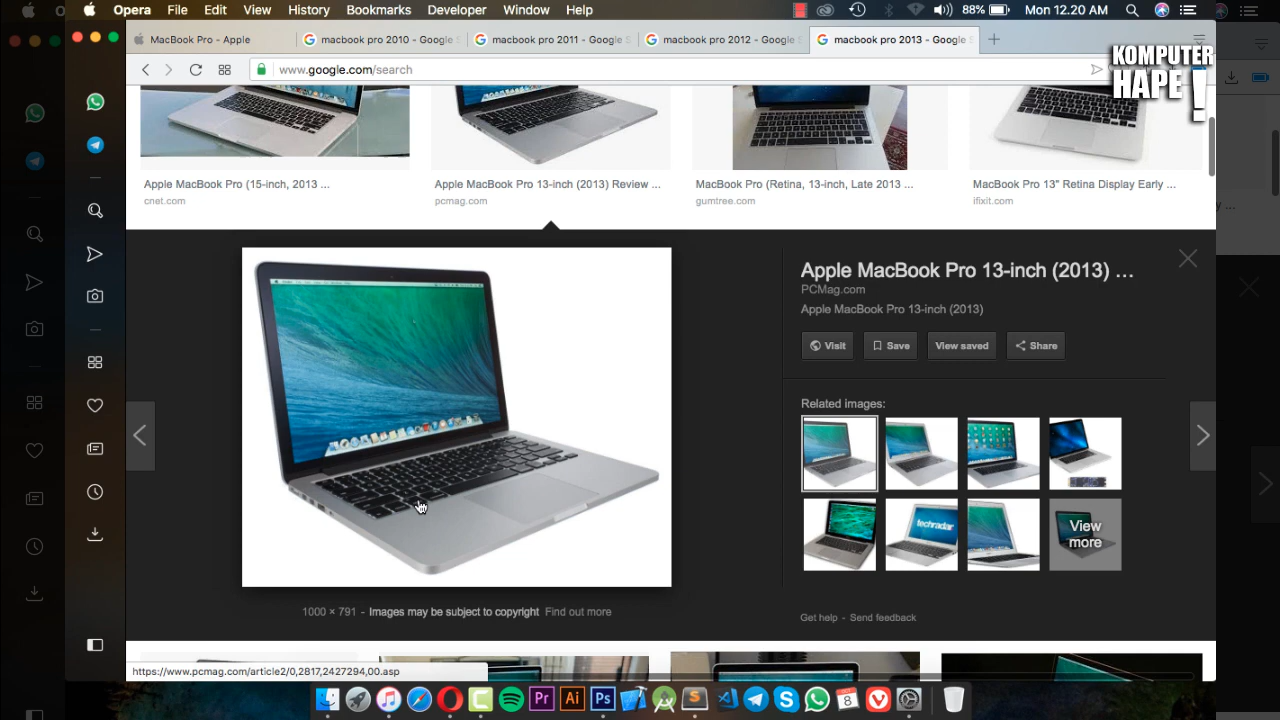 Opera File Edit View History Bookmarks Developer Window Help 88% Mon 12.20 AM
MacBook Pro - Apple
macbook pro 2010 - Google S
macbook pro 2011 - Google S
macbook pro 2012 - Google S
macbook pro 2013 - Google S
KOMPUTER
HAPE!
www.google.com/search
Apple MacBook Pro (15-inch, 2013 ...
cnet.com
Apple MacBook Pro 13-inch (2013) Review ...
pcmag.com
MacBook Pro (Retina, 13-inch, Late 2013 ...
gumtree.com
MacBook Pro 13" Retina Display Early ...
ifixit.com
Apple MacBook Pro 13-inch (2013) ...
PCMag.com
Apple MacBook Pro 13-inch (2013)
Visit Save View saved Share
Related images:
techradar
View
more
1000 × 791 - Images may be subject to copyright Find out more
Get help - Send feedback
https://www.pcmag.com/article2/0,2817,2427294,00.asp
Pr Ai Ps S 8